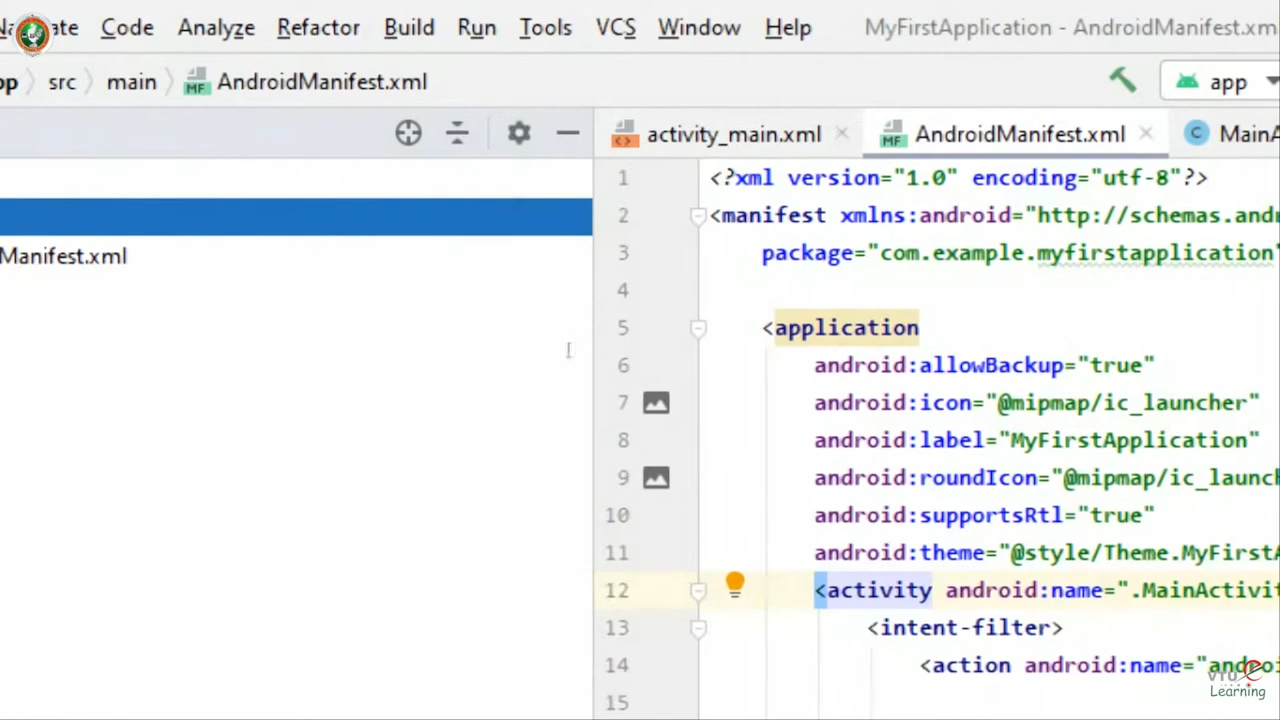 Code Analyze Refactor Build Run Tools VCS Window Help MyFirstApplication - AndroidManifest.xm
src main AndroidManifest.xml app
activity_main.xml AndroidManifest.xml MainA
Manifest.xml
1 <?xml version="1.0" encoding="utf-8"?>
2 <manifest xmlns:android="http://schemas.andr
3 package="com.example.myfirstapplication"
4
5 <application
6 android:allowBackup="true"
7 android:icon="@mipmap/ic_launcher"
8 android:label="MyFirstApplication"
9 android:roundIcon="@mipmap/ic_launch
10 android:supportsRtl="true"
11 android:theme="@style/Theme.MyFirstA
12 <activity android:name=".MainActivit
13 <intent-filter>
14 <action android:name="androi
15
VTU e
Learning